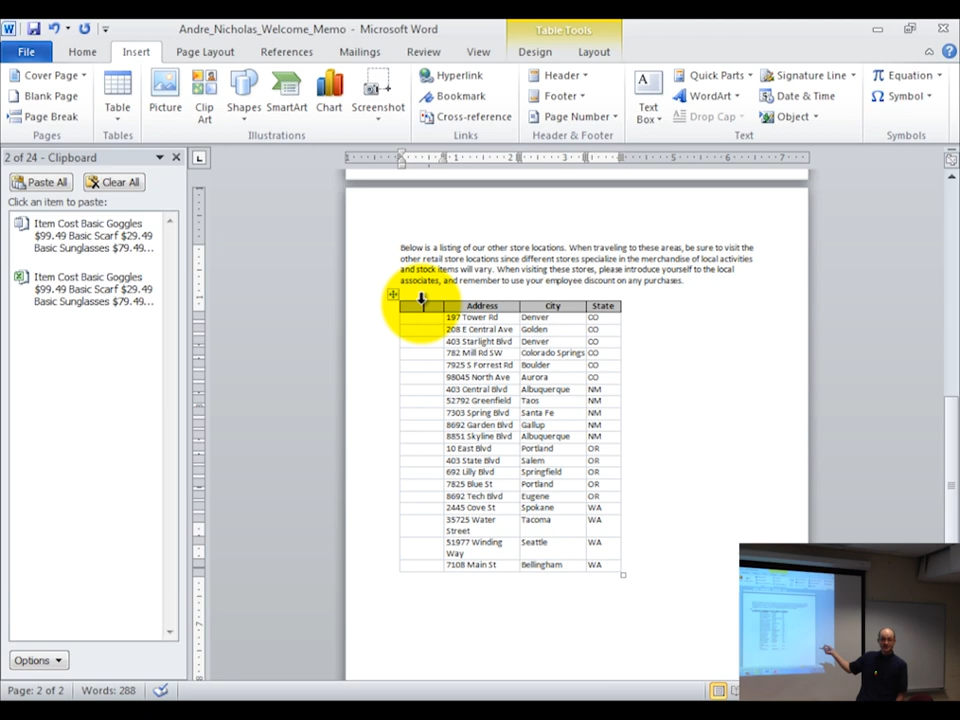 Andre_Nicholas_Welcome_Memo - Microsoft Word
Table Tools
File Home Insert Page Layout References Mailings Review View Design Layout
Cover Page
Blank Page
Page Break
Pages
Table
Tables
Picture
Clip Art
Shapes
SmartArt
Chart
Screenshot
Illustrations
Hyperlink
Bookmark
Cross-reference
Links
Header
Footer
Page Number
Header & Footer
Text Box
Quick Parts
WordArt
Drop Cap
Signature Line
Date & Time
Object
Text
Equation
Symbol
Symbols
2 of 24 - Clipboard
Paste All Clear All
Click an item to paste:
Item Cost Basic Goggles
$99.49 Basic Scarf $29.49
Basic Sunglasses $79.49...
Item Cost Basic Goggles
$99.49 Basic Scarf $29.49
Basic Sunglasses $79.49...
Options
1 1 2 3 4 5 6 7
Below is a listing of our other store locations. When traveling to these areas, be sure to visit the
other retail store locations since different stores specialize in the merchandise of local activities
and stock items will vary. When visiting these stores, please introduce yourself to the local
associates, and remember to use your employee discount on any purchases.
Address City State
197 Tower Rd Denver CO
208 E Central Ave Golden CO
403 Starlight Blvd Denver CO
782 Mill Rd SW Colorado Springs CO
7925 S Forrest Rd Boulder CO
98045 North Ave Aurora CO
403 Central Blvd Albuquerque NM
52792 Greenfield Taos NM
7303 Spring Blvd Santa Fe NM
8692 Garden Blvd Gallup NM
8851 Skyline Blvd Albuquerque NM
10 East Blvd Portland OR
403 State Blvd Salem OR
692 Lilly Blvd Springfield OR
7825 Blue St Portland OR
8692 Tech Blvd Eugene OR
2445 Cove St Spokane WA
35725 Water Tacoma WA
Street
51977 Winding Seattle WA
Way
7108 Main St Bellingham WA
Page: 2 of 2 Words: 288